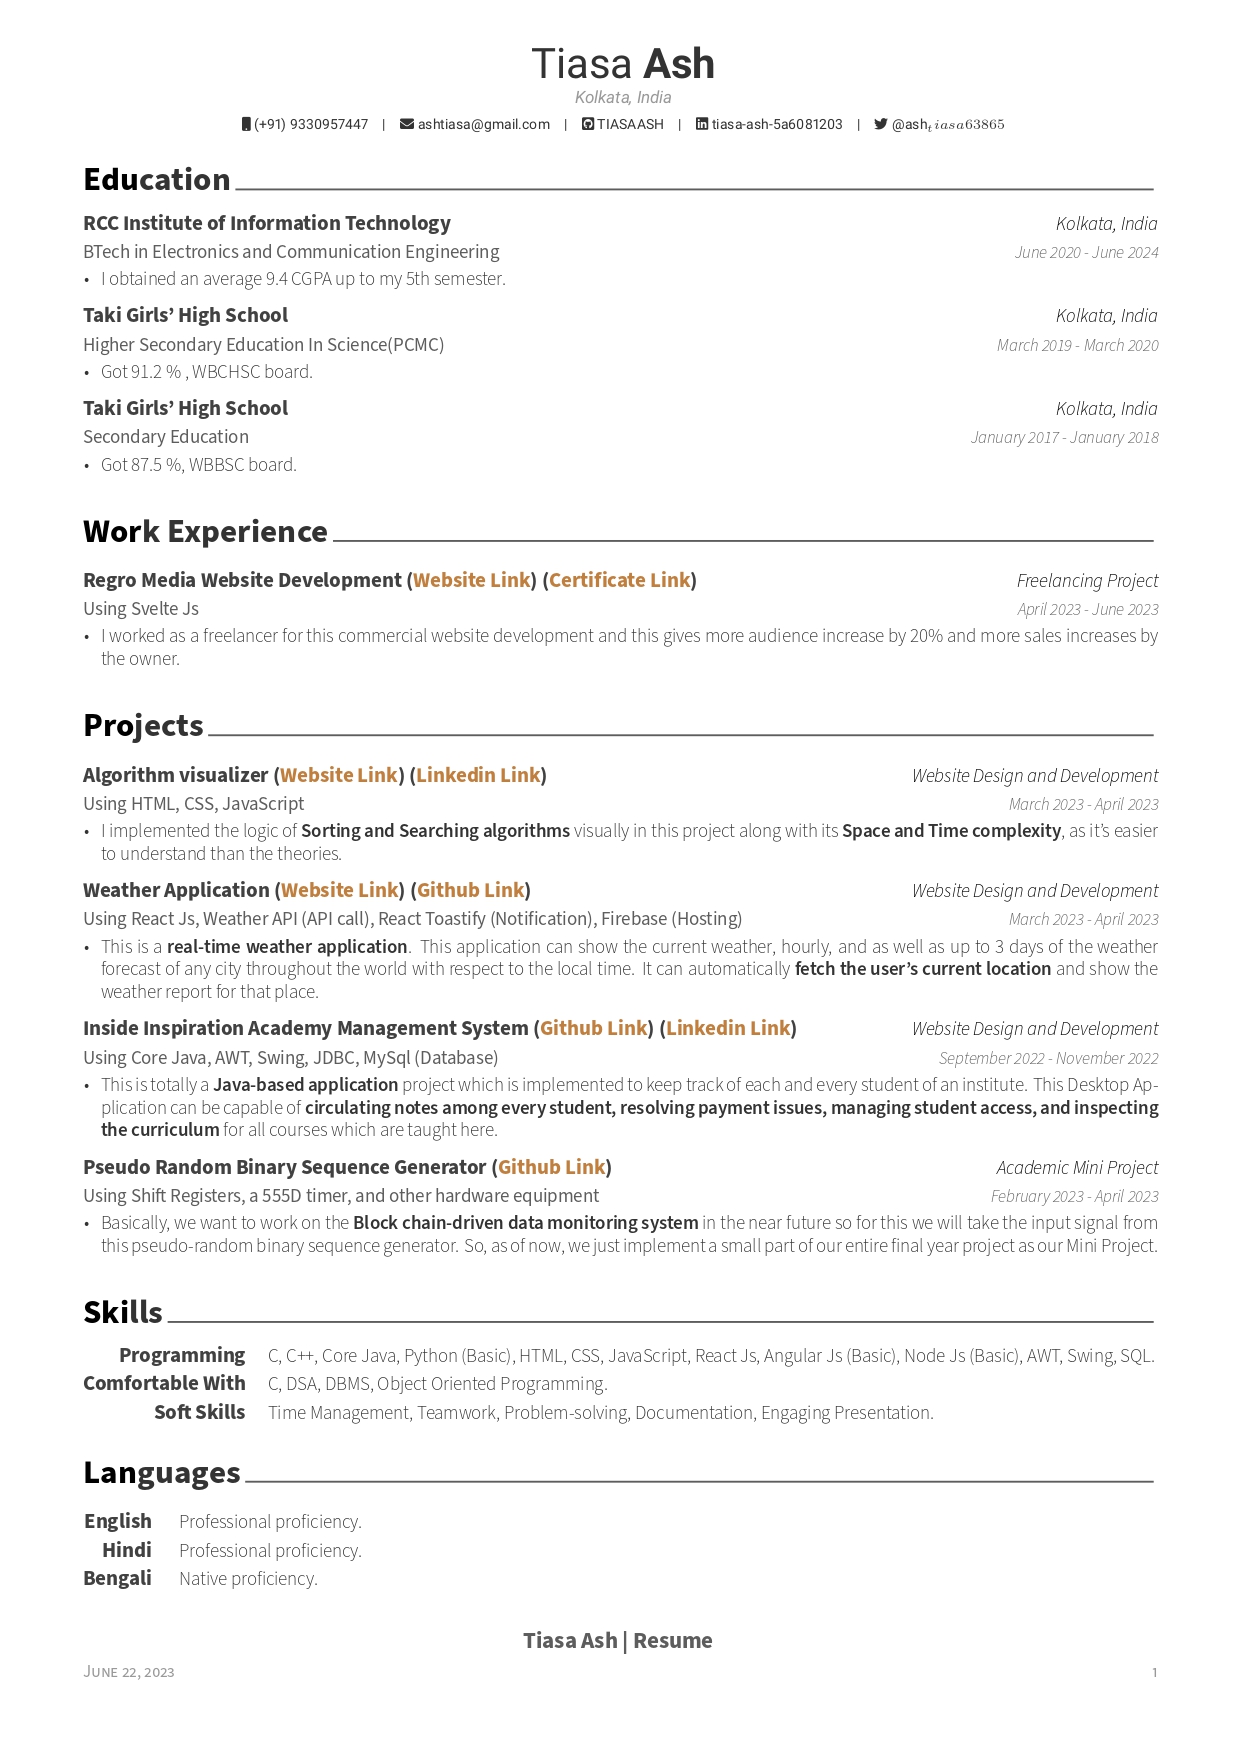 Tiasa Ash
Kolkata, India
(+91) 9330957447 | ashtiasa@gmail.com | TIASAASH | tiasa-ash-5a6081203 | @ashtiasa63865
Education
RCC Institute of Information Technology Kolkata, India
BTech in Electronics and Communication Engineering June 2020 - June 2024
• I obtained an average 9.4 CGPA up to my 5th semester.
Taki Girls’ High School Kolkata, India
Higher Secondary Education In Science(PCMC) March 2019 - March 2020
• Got 91.2 % , WBCHSC board.
Taki Girls’ High School Kolkata, India
Secondary Education January 2017 - January 2018
• Got 87.5 %, WBBSC board.
Work Experience
Regro Media Website Development (Website Link) (Certificate Link) Freelancing Project
Using Svelte Js April 2023 - June 2023
• I worked as a freelancer for this commercial website development and this gives more audience increase by 20% and more sales increases by
the owner.
Projects
Algorithm visualizer (Website Link) (Linkedin Link) Website Design and Development
Using HTML, CSS, JavaScript March 2023 - April 2023
• I implemented the logic of Sorting and Searching algorithms visually in this project along with its Space and Time complexity, as it’s easier
to understand than the theories.
Weather Application (Website Link) (Github Link) Website Design and Development
Using React Js, Weather API (API call), React Toastify (Notification), Firebase (Hosting) March 2023 - April 2023
• This is a real-time weather application. This application can show the current weather, hourly, and as well as up to 3 days of the weather
forecast of any city throughout the world with respect to the local time. It can automatically fetch the user’s current location and show the
weather report for that place.
Inside Inspiration Academy Management System (Github Link) (Linkedin Link) Website Design and Development
Using Core Java, AWT, Swing, JDBC, MySql (Database) September 2022 - November 2022
• This is totally a Java-based application project which is implemented to keep track of each and every student of an institute. This Desktop Ap-
plication can be capable of circulating notes among every student, resolving payment issues, managing student access, and inspecting
the curriculum for all courses which are taught here.
Pseudo Random Binary Sequence Generator (Github Link) Academic Mini Project
Using Shift Registers, a 555D timer, and other hardware equipment February 2023 - April 2023
• Basically, we want to work on the Block chain-driven data monitoring system in the near future so for this we will take the input signal from
this pseudo-random binary sequence generator. So, as of now, we just implement a small part of our entire final year project as our Mini Project.
Skills
Programming C, C++, Core Java, Python (Basic), HTML, CSS, JavaScript, React Js, Angular Js (Basic), Node Js (Basic), AWT, Swing, SQL.
Comfortable With C, DSA, DBMS, Object Oriented Programming.
Soft Skills Time Management, Teamwork, Problem-solving, Documentation, Engaging Presentation.
Languages
English Professional proficiency.
Hindi Professional proficiency.
Bengali Native proficiency.
Tiasa Ash | Resume
June 22, 2023 1